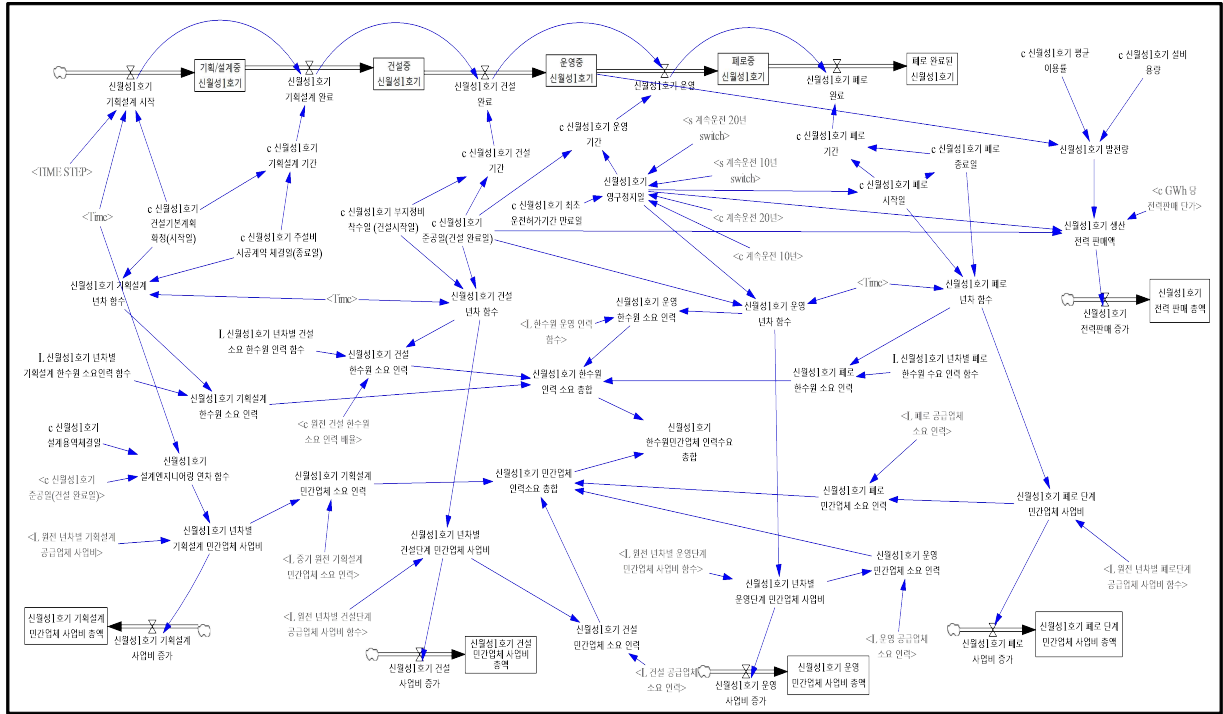 신월성1호기
기획설계 시작
기획/설계중
신월성1호기
신월성1호기
기획설계 완료
건설중
신월성1호기
신월성1호기 건설
완료
운영중
신월성1호기
신월성1호기 운영
폐로중
신월성1호기
신월성1호기 폐로
완료
폐로 완료된
신월성1호기
c 신월성1호기 평균
이용률
c 신월성1호기 설비
용량
<TIME STEP>
c 신월성1호기
기획설계 기간
c 신월성1호기 건설
기간
c 신월성1호기 운영
기간
<s 계속운전 20년
switch>
<s 계속운전 10년
switch>
c 신월성1호기 폐로
기간
c 신월성1호기 폐로
종료일
신월성1호기 발전량
<Time>
c 신월성1호기
건설기본계획
확정(시작일)
c 신월성1호기 주설비
시공계약 체결일(종료일)
c 신월성1호기 부지정비
착수일 (건설시작일)
c 신월성1호기
준공일(건설 완료일)
c 신월성1호기 최초
운전허가기간 만료일
신월성1호기
영구정지일
<c 계속운전 20년>
<c 계속운전 10년>
c 신월성1호기 폐로
시작일
<c GWh 당
전력판매 단가>
신월성1호기 생산
전력 판매액
신월성1호기 기획설계
년차 함수
<Time>
신월성1호기 건설
년차 함수
신월성1호기 운영
한수원 소요 인력
신월성1호기 운영
년차 함수
<Time>
신월성1호기 폐로
년차 함수
신월성1호기
전력판매 증가
신월성1호기
전력 판매 총액
L 신월성1호기 년차별
기획설계 한수원 소요인력 함수
L 신월성1호기 년차별 건설
소요 한수원 인력 함수
신월성1호기 건설
한수원 소요 인력
<L 한수원 운영 인력
함수>
신월성1호기 한수원
인력 소요 총합
신월성1호기 폐로
한수원 소요 인력
L 신월성1호기 년차별 폐로
한수원 수요 인력 함수
신월성1호기 기획설계
한수원 소요 인력
<c 원전 건설 한수원
소요 인력 배율>
신월성1호기
한수원민간업체 인력수요
총합
<L 폐로 공급업체
소요 인력>
c 신월성1호기
설계용역체결일
<c 신월성1호기
준공일(건설 완료일)>
신월성1호기
설계엔지니어링 연차 함수
신월성1호기 기획설계
민간업체 소요 인력
신월성1호기 민간업체
인력소요 총합
신월성1호기 폐로
민간업체 소요 인력
신월성1호기 폐로 단계
민간업체 사업비
<L 원전 년차별 기획설계
공급업체 사업비>
신월성1호기 년차별
기획설계 민간업체 사업비
<L 중기 원전 기획설계
민간업체 소요 인력>
신월성1호기 년차별
건설단계 민간업체 사업비
<L 원전 년차별 운영단계
민간업체 사업비 함수>
신월성1호기 년차별
운영단계 민간업체 사업비
신월성1호기 운영
민간업체 소요 인력
<L 원전 년차별 폐로단계
공급업체 사업비 함수>
신월성1호기 기획설계
민간업체 사업비 총액
신월성1호기 기획설계
사업비 증가
<L 원전 년차별 건설단계
공급업체 사업비 함수>
신월성1호기 건설
민간업체 소요 인력
<L 운영 공급업체
소요 인력>
신월성1호기 폐로
사업비 증가
신월성1호기 폐로 단계
민간업체 사업비 총액
신월성1호기 건설
사업비 증가
신월성1호기 건설
민간업체 사업비
총액
<L 건설 공급업체
소요 인력>
신월성1호기 운영
사업비 증가
신월성1호기 운영
민간업체 사업비 총액